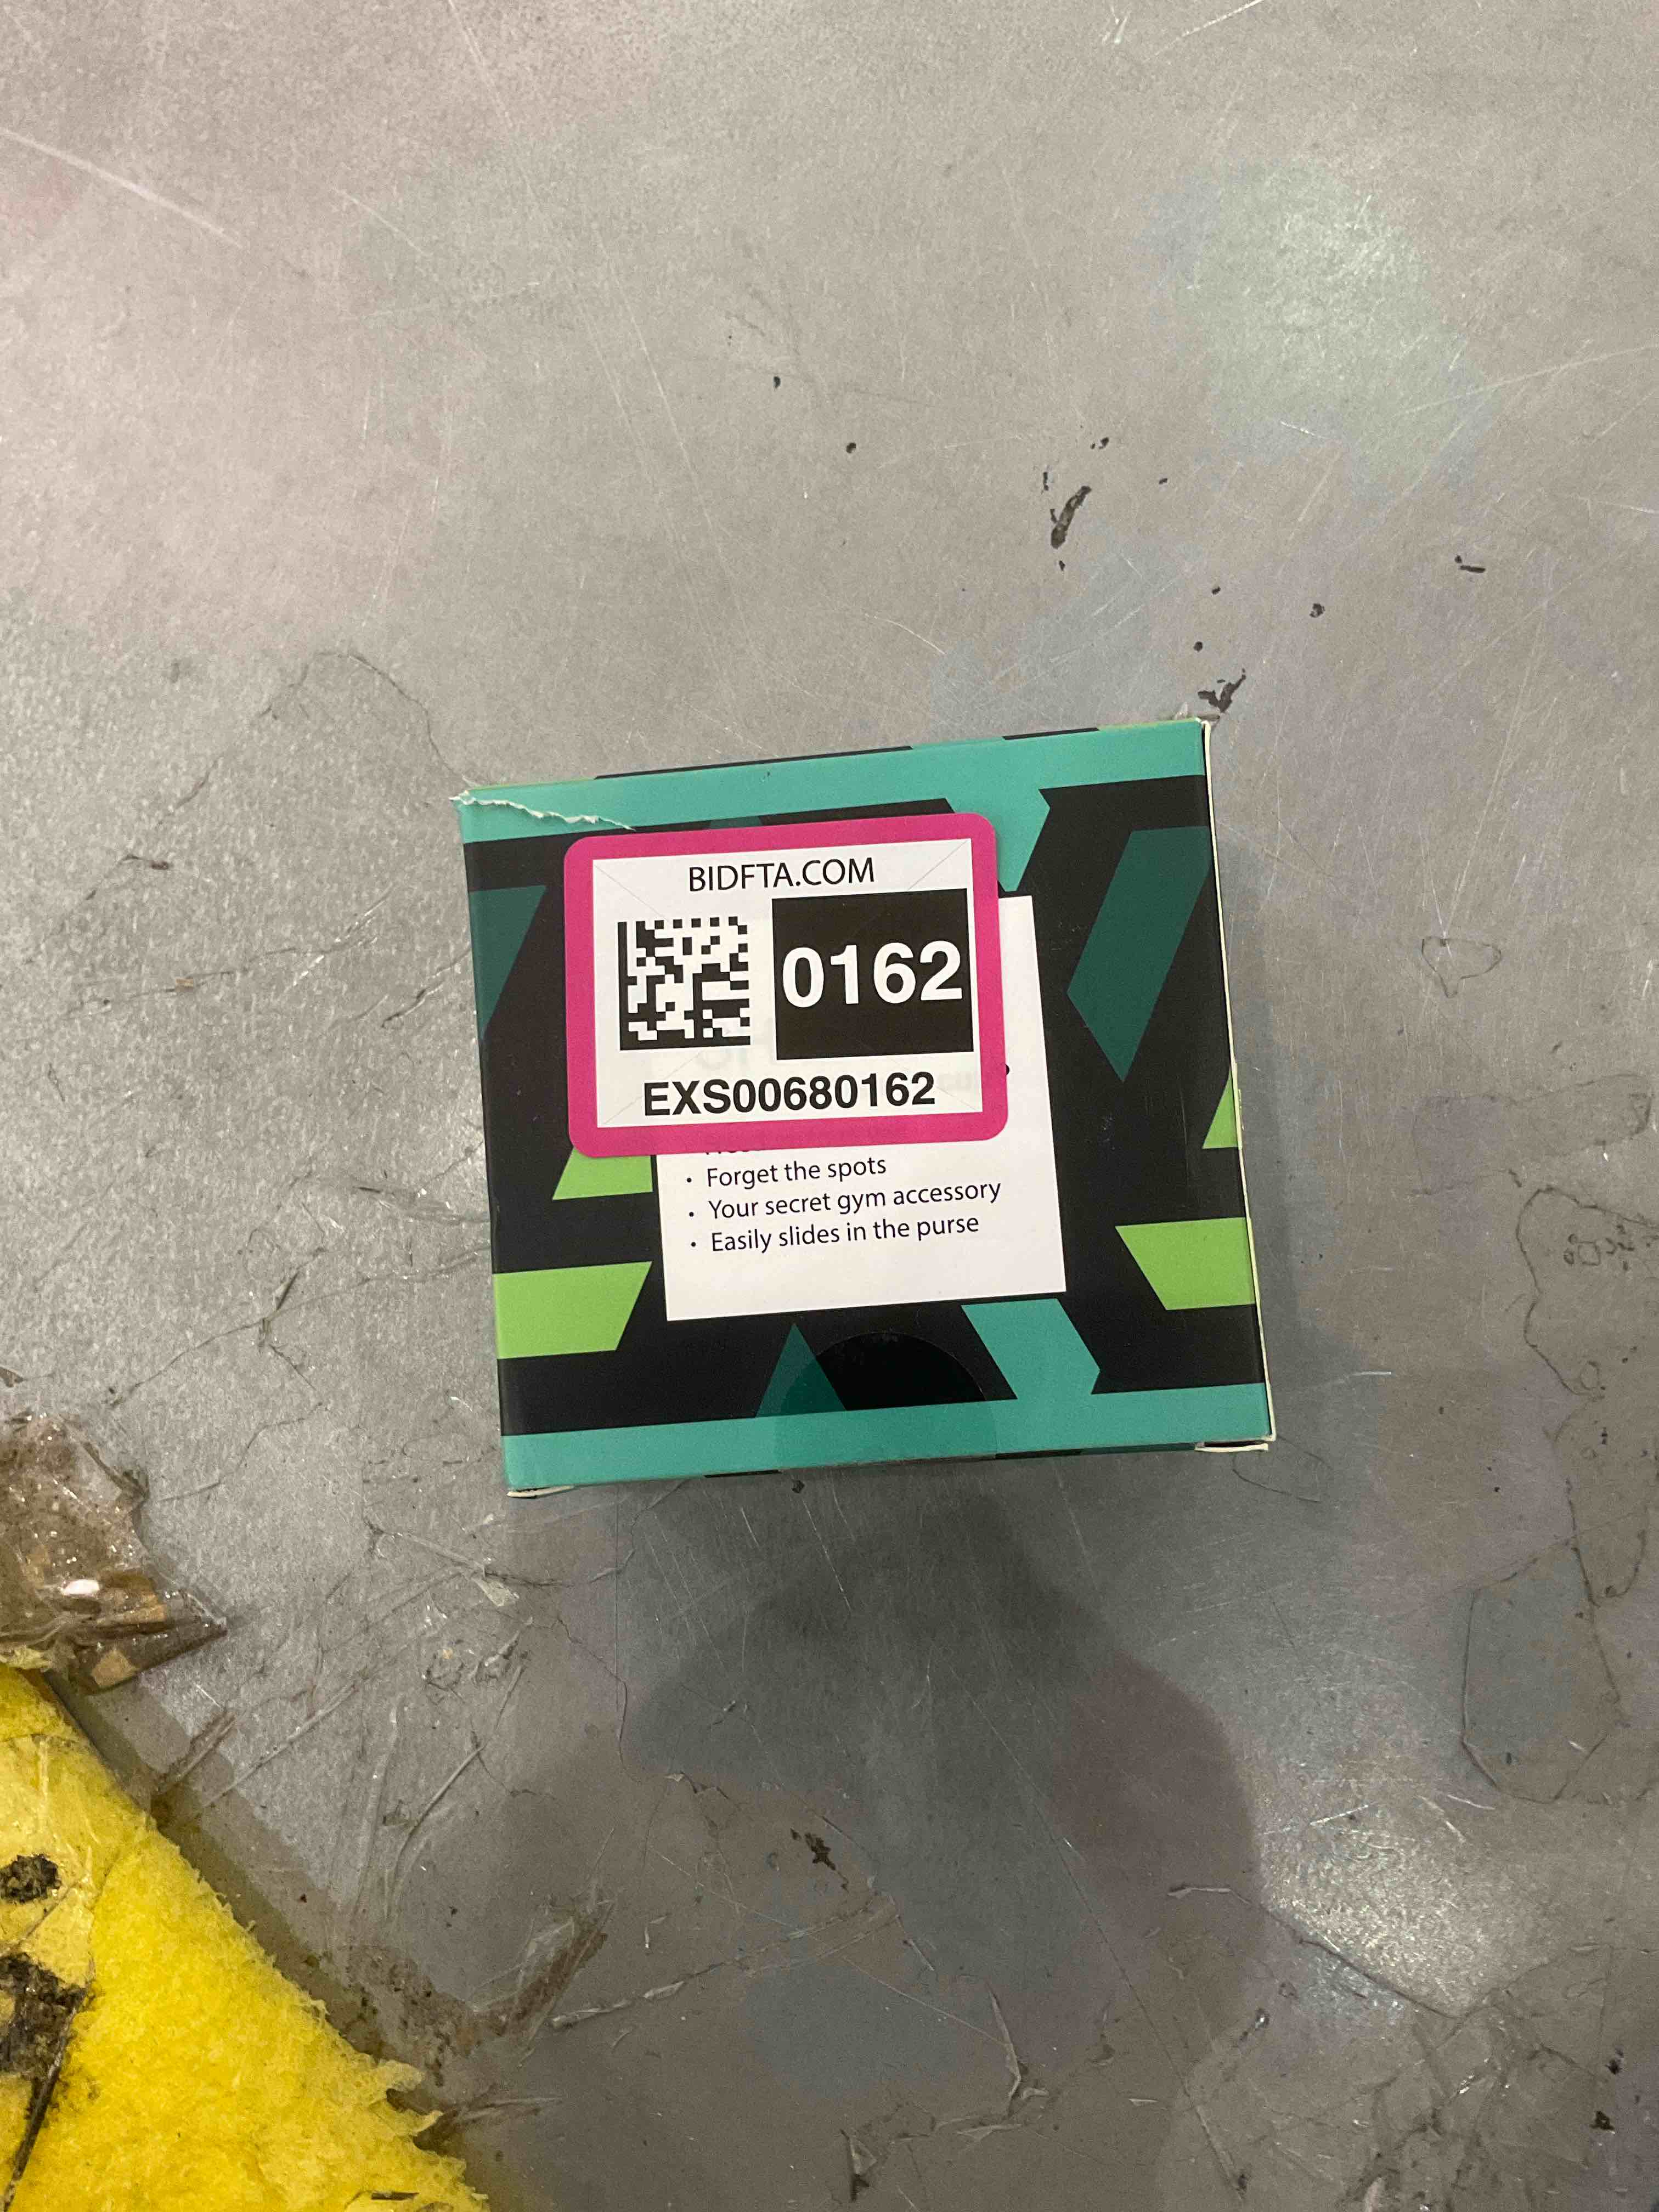 BIDFTA.COM
0162
EXS00680162
• Forget the spots
• Your secret gym accessory
• Easily slides in the purse